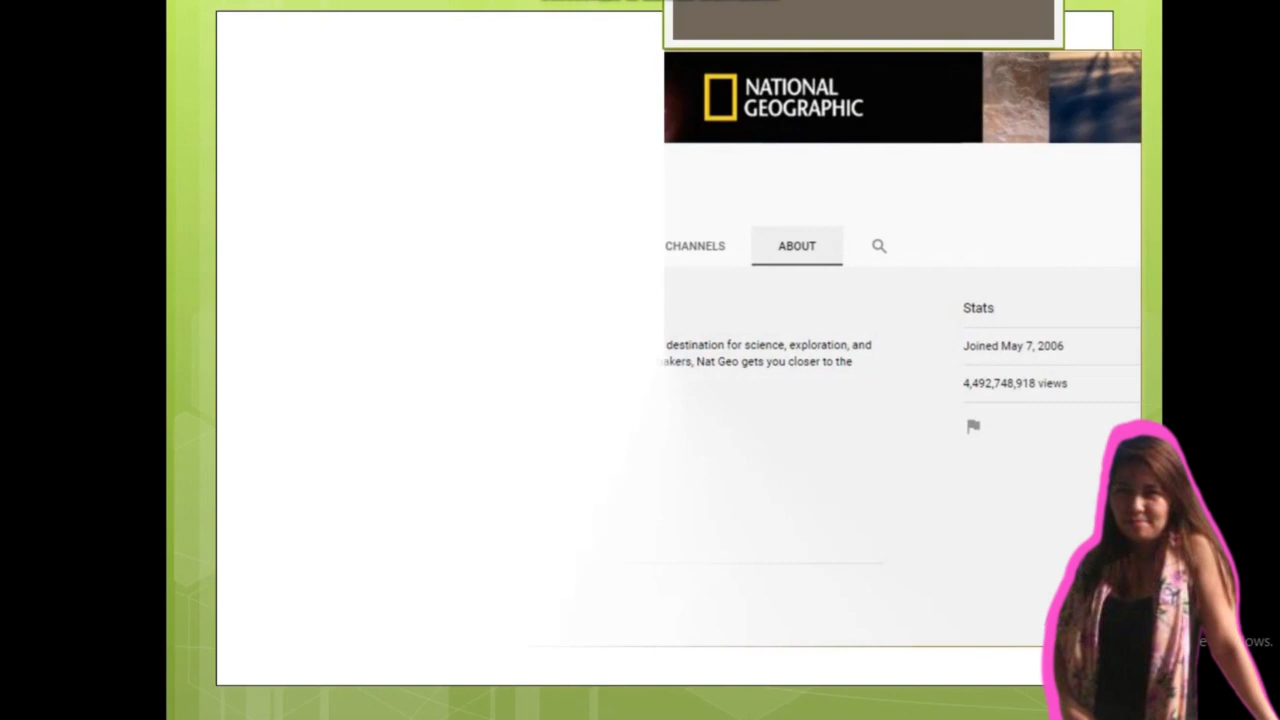 NATIONAL
GEOGRAPHIC
CHANNELS ABOUT
Stats
destination for science, exploration, and
Joined May 7, 2006
Nat Geo gets you closer to the
4,492,748,918 views